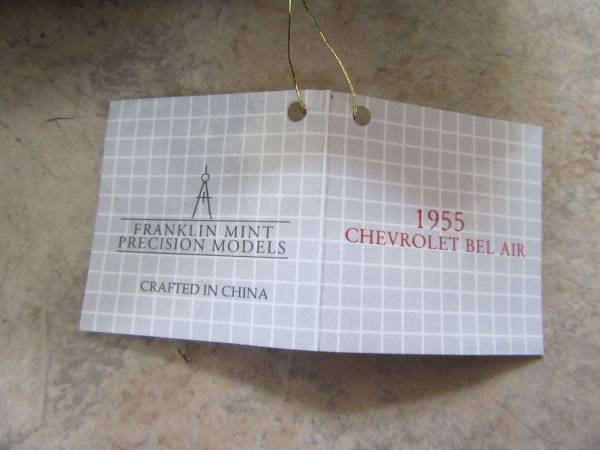 FRANKLIN MINT
PRECISION MODELS
CRAFTED IN CHINA
1955
CHEVROLET BEL AIR